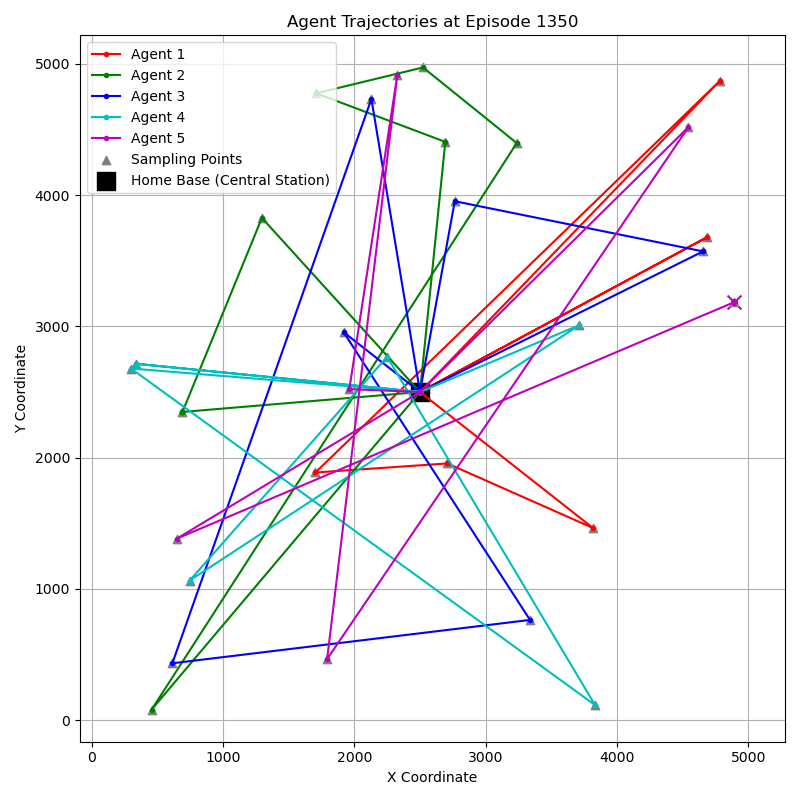 Agent Trajectories at Episode 1350
Agent 1
Agent 2
Agent 3
Agent 4
Agent 5
Sampling Points
Home Base (Central Station)
5000
4000
3000
2000
1000
0
Y Coordinate
0 1000 2000 3000 4000 5000
X Coordinate